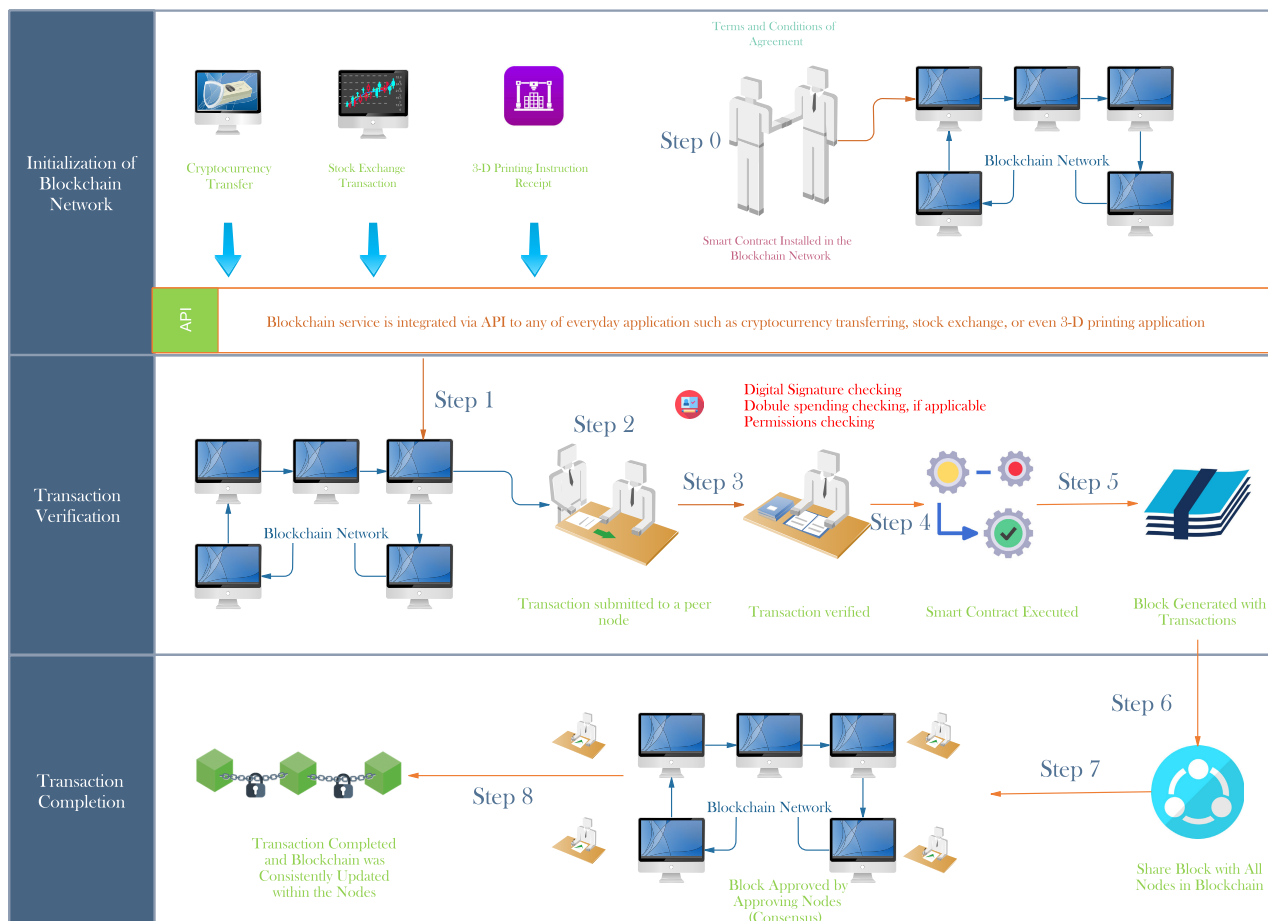 Initialization of
Blockchain
Network
Cryptocurrency
Transfer
Stock Exchange
Transaction
3-D Printing Instruction
Receipt
Terms and Conditions of
Agreement
Step 0
Smart Contract Installed in the
Blockchain Network
Blockchain Network
API
Blockchain service is integrated via API to any of everyday application such as cryptocurrency transferring, stock exchange, or even 3-D printing application
Transaction
Verification
Step 1
Blockchain Network
Step 2
Transaction submitted to a peer
node
Digital Signature checking
Dobule spending checking, if applicable
Permissions checking
Step 3
Transaction verified
Step 4
Smart Contract Executed
Step 5
Block Generated with
Transactions
Transaction
Completion
Step 6
Share Block with All
Nodes in Blockchain
Step 7
Blockchain Network
Block Approved by
Approving Nodes
(Consensus)
Step 8
Transaction Completed
and Blockchain was
Consistently Updated
within the Nodes